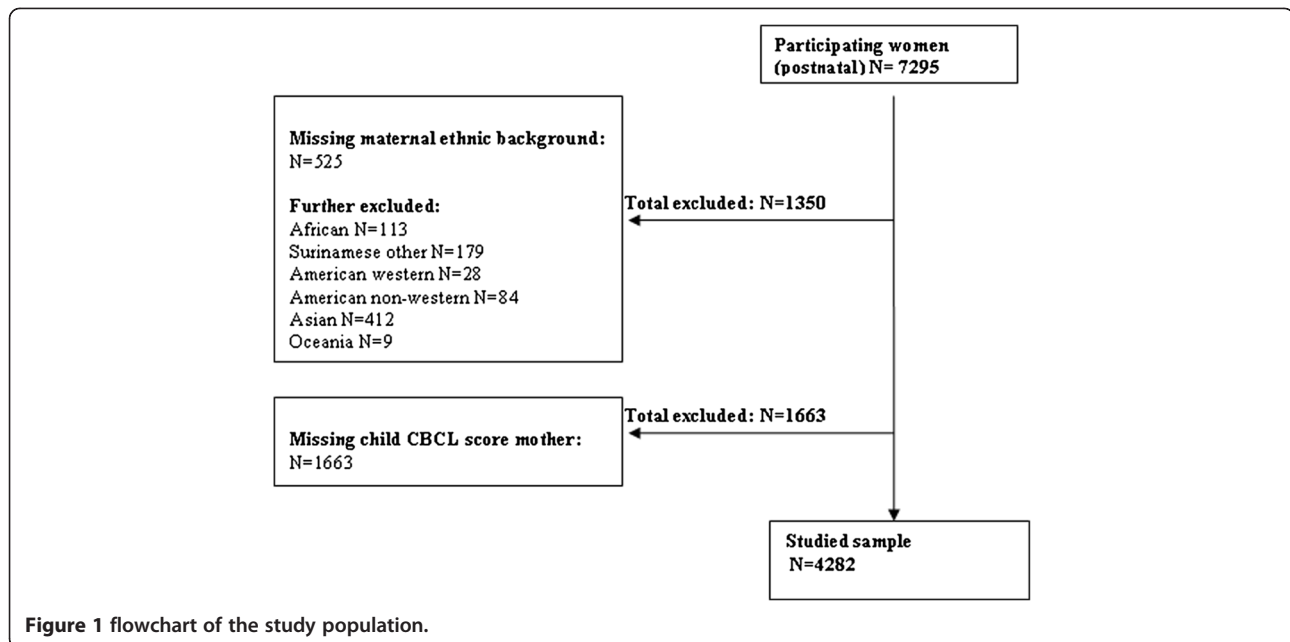 Participating women
(postnatal) N= 7295
Missing maternal ethnic background:
N=525
Further excluded:
African N=113
Surinamese other N=179
American western N=28
American non-western N=84
Asian N=412
Oceania N=9
Total excluded: N=1350
Missing child CBCL score mother:
N=1663
Total excluded: N=1663
Studied sample
N=4282
Figure 1 flowchart of the study population.